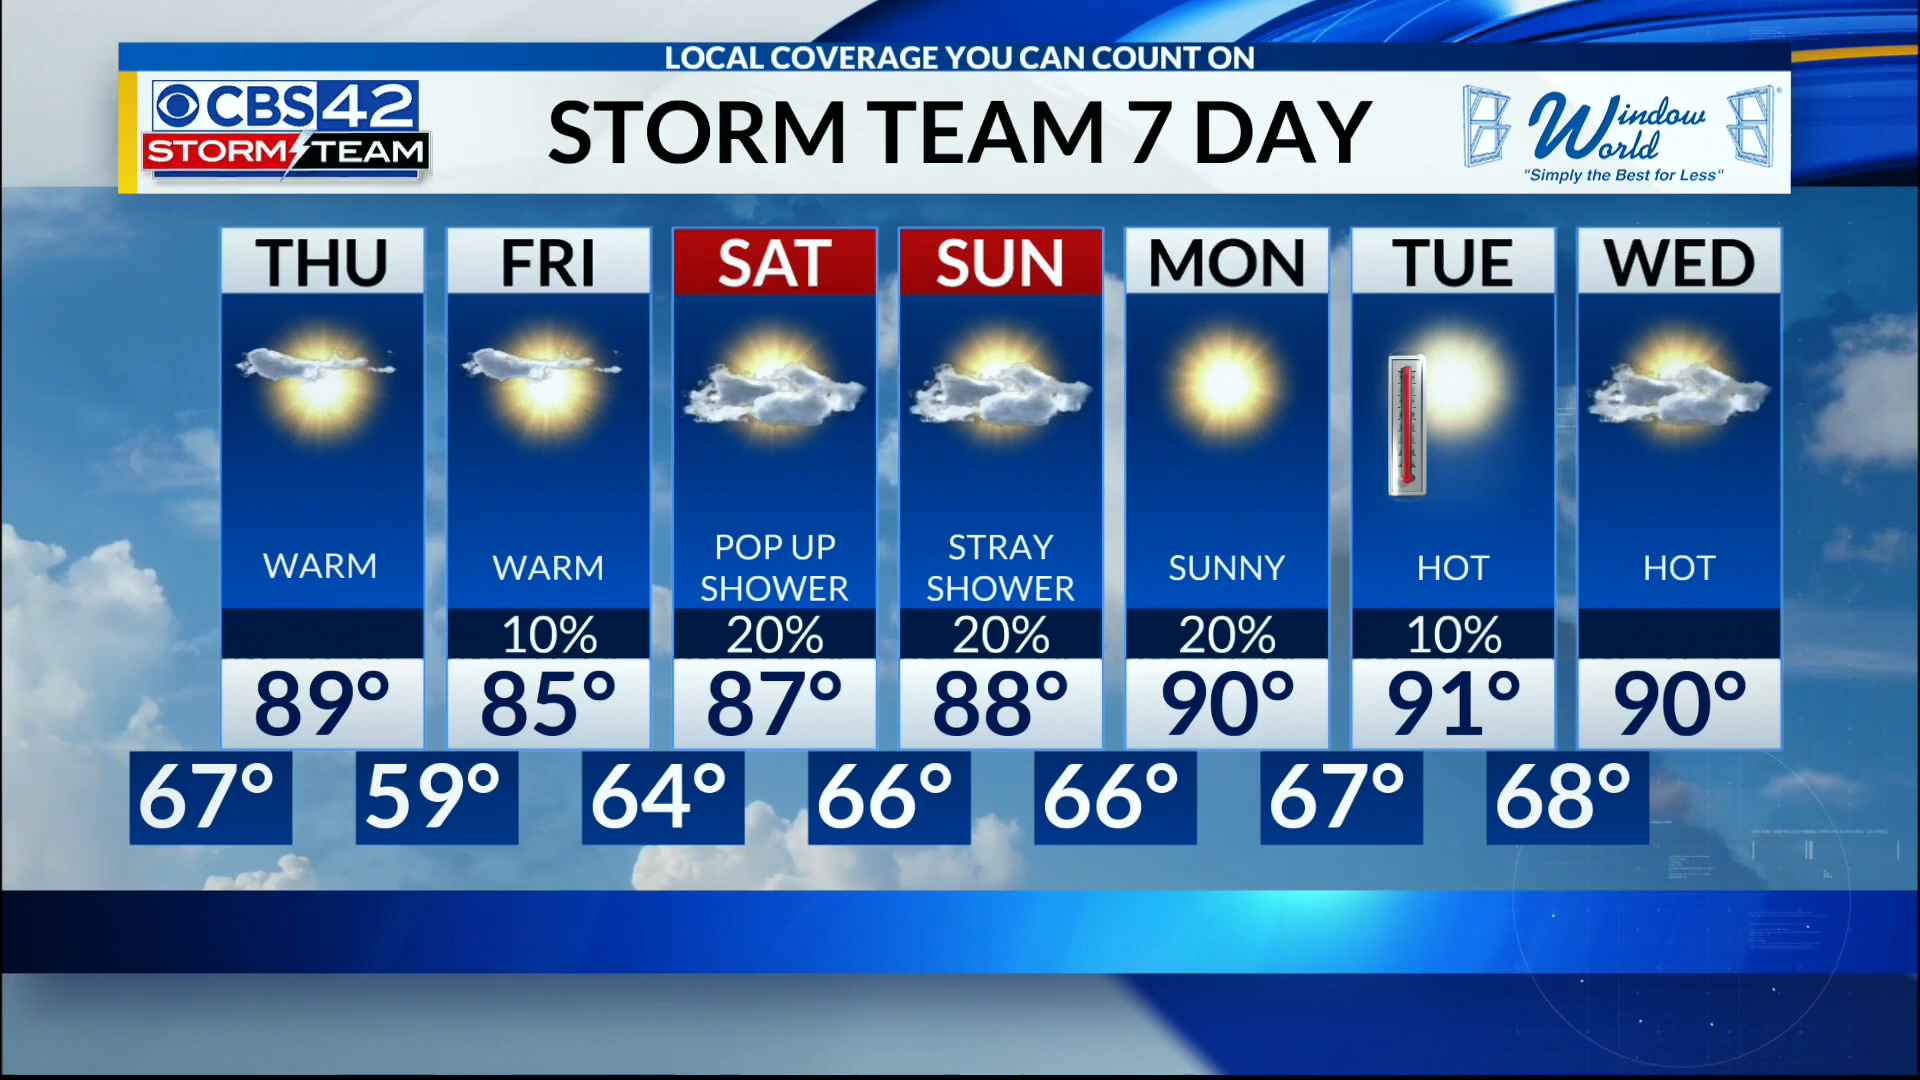 LOCAL COVERAGE YOU CAN COUNT ON
CBS 42
STORM TEAM
STORM TEAM 7 DAY
Window World
"Simply the Best for Less"
THU FRI SAT SUN MON TUE WED
WARM WARM POP UP SHOWER STRAY SHOWER SUNNY HOT HOT
10% 20% 20% 20% 10%
89° 85° 87° 88° 90° 91° 90°
67° 59° 64° 66° 66° 67° 68°